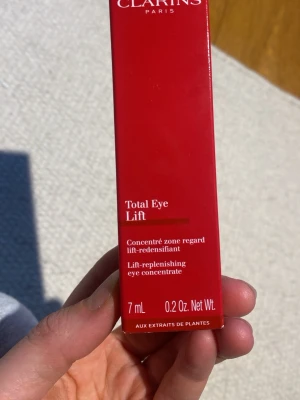 CLARINS
PARIS
Total Eye
Lift
Concentré zone regard
lift-redensifiant
Lift-replenishing
eye concentrate
7 mL 0.2 Oz. Net Wt.
AUX EXTRAITS DE PLANTES